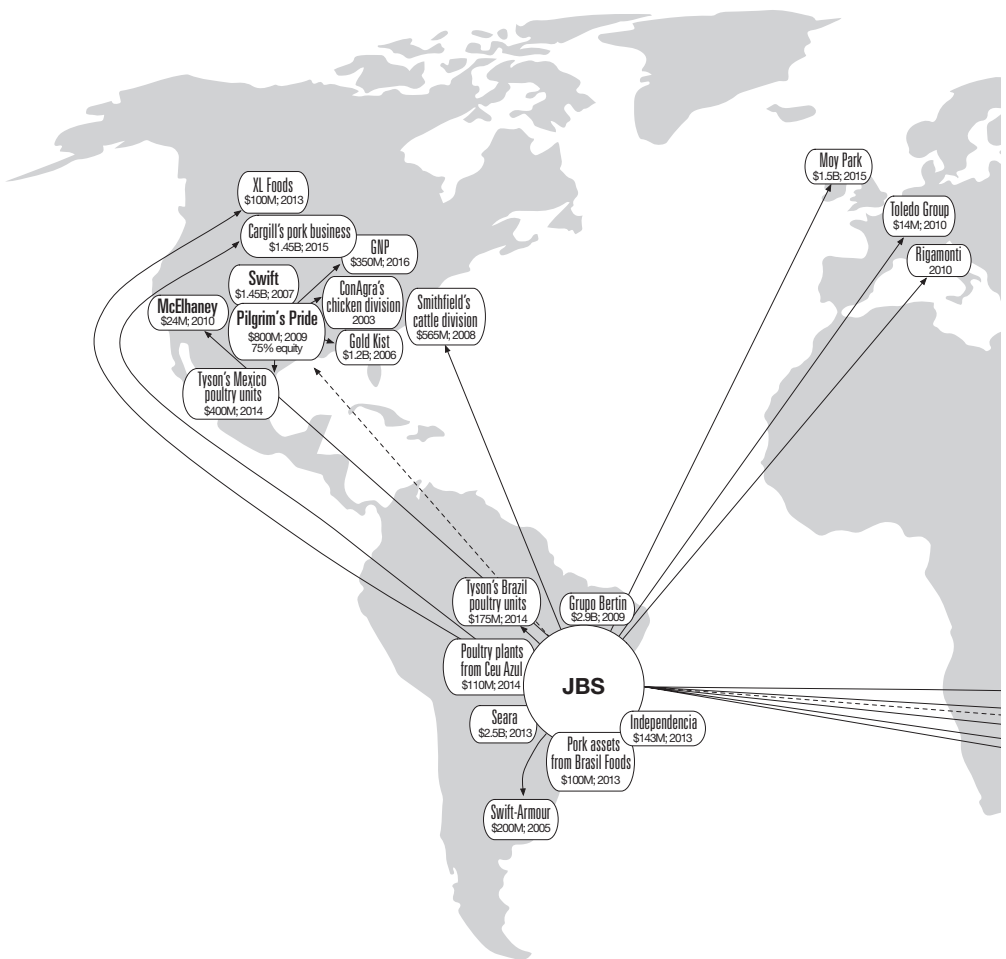 Moy Park
$1.5B; 2015
XL Foods
$100M; 2013
Toledo Group
$14M; 2010
Cargill's pork business
$1.45B; 2015
GNP
$350M; 2016
Rigamonti
2010
Swift
$1.45B; 2007
ConAgra's
chicken division
2003
Smithfield's
cattle division
$565M; 2008
McElhaney
$24M; 2010
Pilgrim's Pride
$800M; 2009
75% equity
Gold Kist
$1.2B; 2006
Tyson's Mexico
poultry units
$400M; 2014
Tyson's Brazil
poultry units
$175M; 2014
Grupo Bertin
$2.9B; 2009
Poultry plants
from Ceu Azul
$110M; 2014
JBS
Seara
$2.5B; 2013
Independencia
$143M; 2013
Pork assets
from Brasil Foods
$100M; 2013
Swift-Armour
$200M; 2005